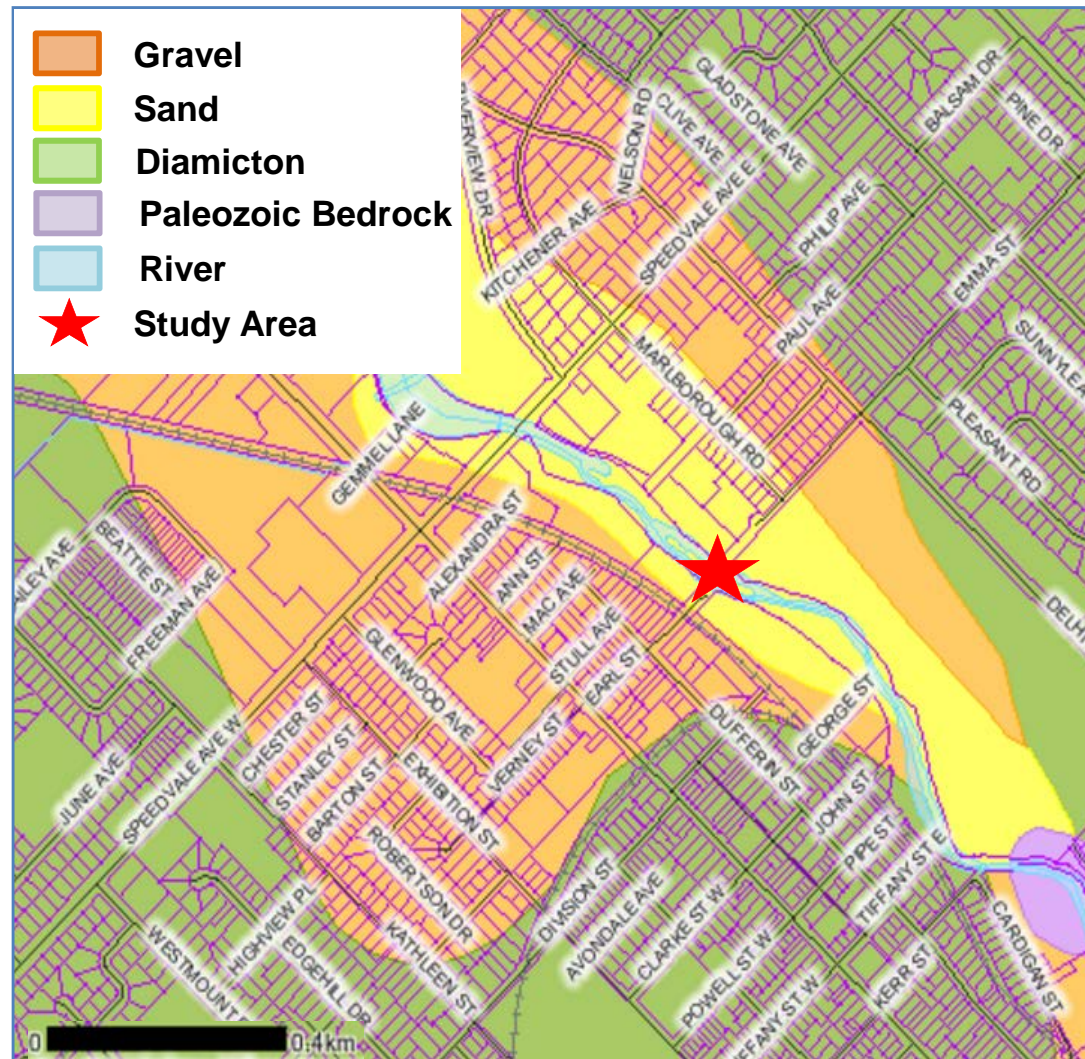 Gravel
Sand
Diamicton
Paleozoic Bedrock
River
Study Area
GLADSTONE AVE
BALSAM DR
PINE DR
CLIVE AVE
NELSON RD
VERVIEW DR
SPEEDVALE AVE E
KITCHENER AVE
PHILIP AVE
EMMA ST
PAUL AVE
SUNNYLE
MARLBOROUGH RD
PLEASANT RD
GEMMEL LANE
DELH
ALEXANDRA ST
ANN ST
MAC AVE
STULL AVE
EARL ST
BEATTIE ST
FREEMAN AVE
GLENWOOD AVE
VERNEY ST
GEORGE ST
DUFFERIN ST
CHESTER ST
STANLEY ST
BARTON ST
EXHIBITION ST
JUNE AVE
SPEEDVALE AVE W
JOHN ST
PIPE ST
TIFFANY ST E
ROBERTSON DR
DIVISION ST
AVONDALE AVE
CLARKE ST W
CARDIGAN ST
HIGHVIEW PL
EDGEHILL DR
KATHLEEN ST
POWELL ST W
KERR ST
WESTMOUNT
IFFANY ST W
0 0.4km